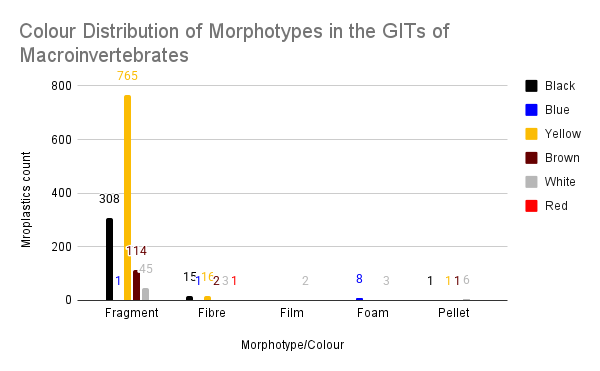 Colour Distribution of Morphotypes in the GITs of
Macroinvertebrates
800
600
400
200
0
Mroplastics count
308
1
765
114
45
15
1
16
2
3
1
2
8
3
1
1
1
6
Fragment
Fibre
Film
Foam
Pellet
Morphotype/Colour
Black
Blue
Yellow
Brown
White
Red